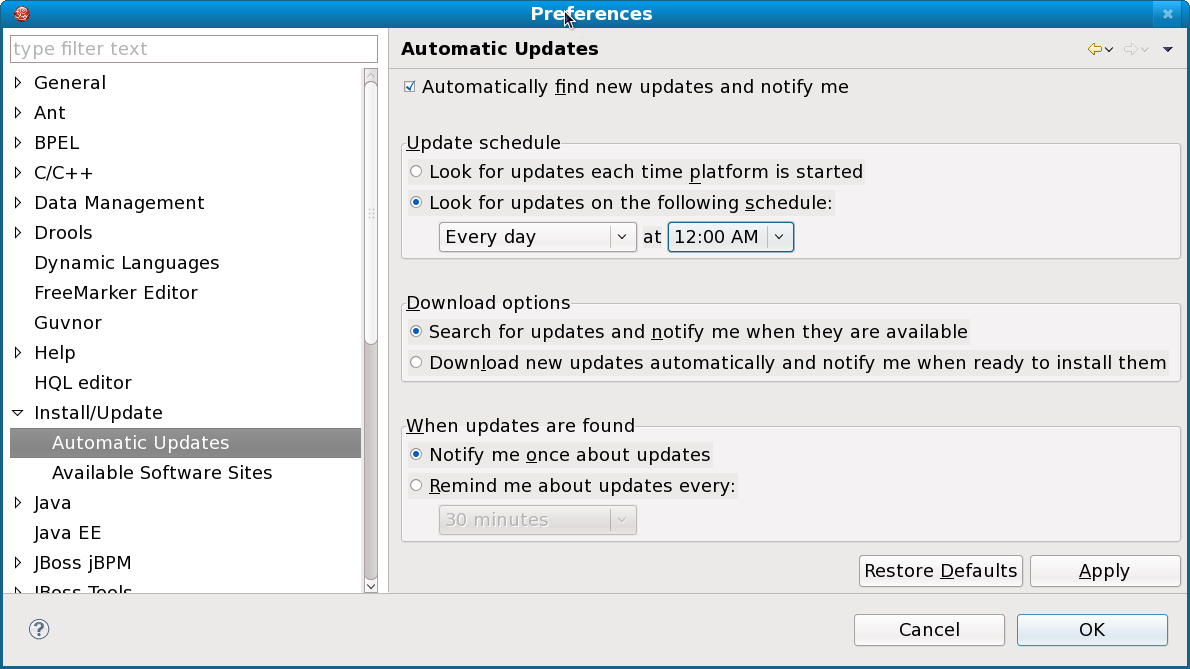 Preferences
type filter text
General
Ant
BPEL
C/C++
Data Management
Drools
Dynamic Languages
FreeMarker Editor
Guvnor
Help
HQL editor
Install/Update
Automatic Updates
Available Software Sites
Java
Java EE
JBoss jBPM
JBoss Tools
Automatic Updates
Automatically find new updates and notify me
Update schedule
Look for updates each time platform is started
Look for updates on the following schedule:
Every day at 12:00 AM
Download options
Search for updates and notify me when they are available
Download new updates automatically and notify me when ready to install them
When updates are found
Notify me once about updates
Remind me about updates every:
30 minutes
Restore Defaults Apply
? Cancel OK